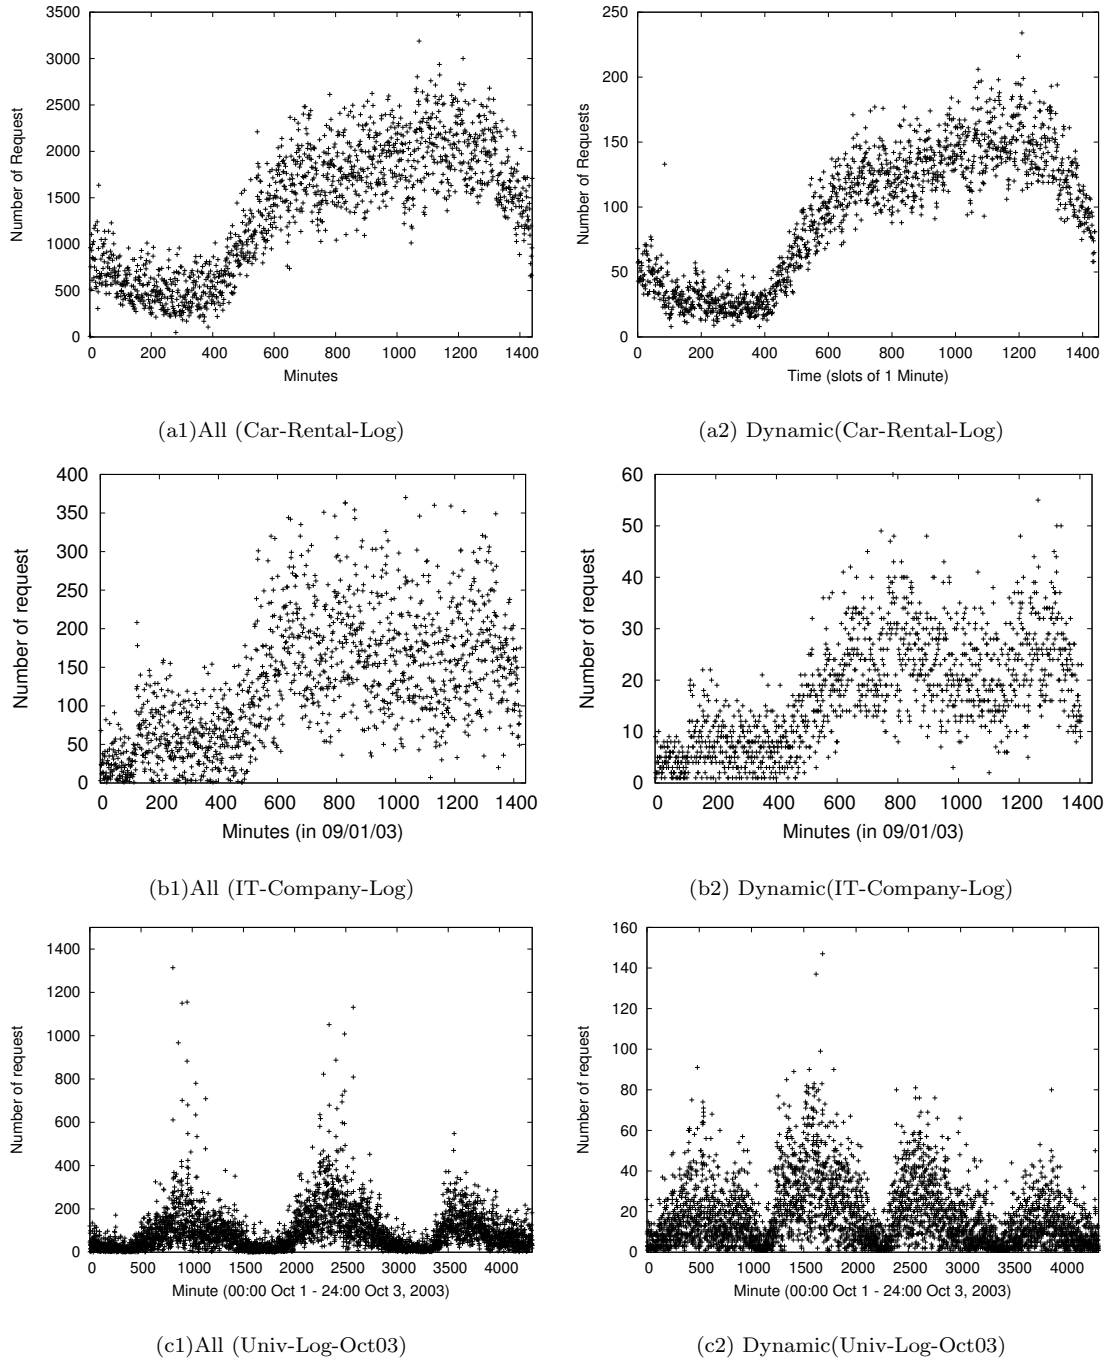 3500
3000
2500
2000
1500
1000
500
0
Number of Request
0 200 400 600 800 1000 1200 1400
Minutes
(a1)All (Car-Rental-Log)
250
200
150
100
50
0
Number of Requests
0 200 400 600 800 1000 1200 1400
Time (slots of 1 Minute)
(a2) Dynamic(Car-Rental-Log)
400
350
300
250
200
150
100
50
0
Number of request
0 200 400 600 800 1000 1200 1400
Minutes (in 09/01/03)
(b1)All (IT-Company-Log)
60
50
40
30
20
10
0
Number of request
0 200 400 600 800 1000 1200 1400
Minutes (in 09/01/03)
(b2) Dynamic(IT-Company-Log)
1400
1200
1000
800
600
400
200
0
Number of request
0 500 1000 1500 2000 2500 3000 3500 4000
Minute (00:00 Oct 1 - 24:00 Oct 3, 2003)
(c1)All (Univ-Log-Oct03)
160
140
120
100
80
60
40
20
0
Number of request
0 500 1000 1500 2000 2500 3000 3500 4000
Minute (00:00 Oct 1 - 24:00 Oct 3, 2003)
(c2) Dynamic(Univ-Log-Oct03)